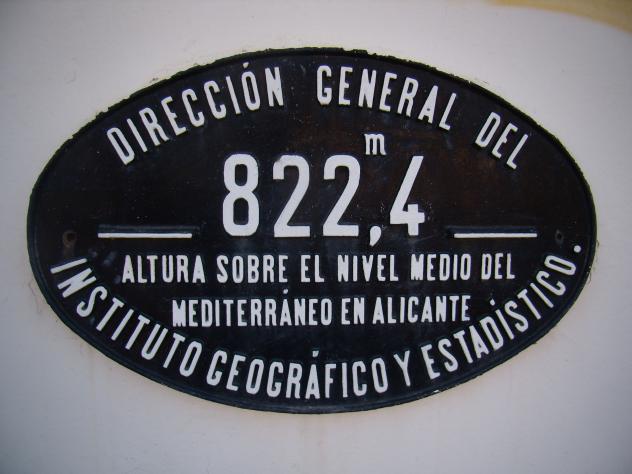 DIRECCIÓN GENERAL DEL
822,4 m
ALTURA SOBRE EL NIVEL MEDIO DEL
MEDITERRÁNEO EN ALICANTE
INSTITUTO GEOGRÁFICO Y ESTADÍSTICO.